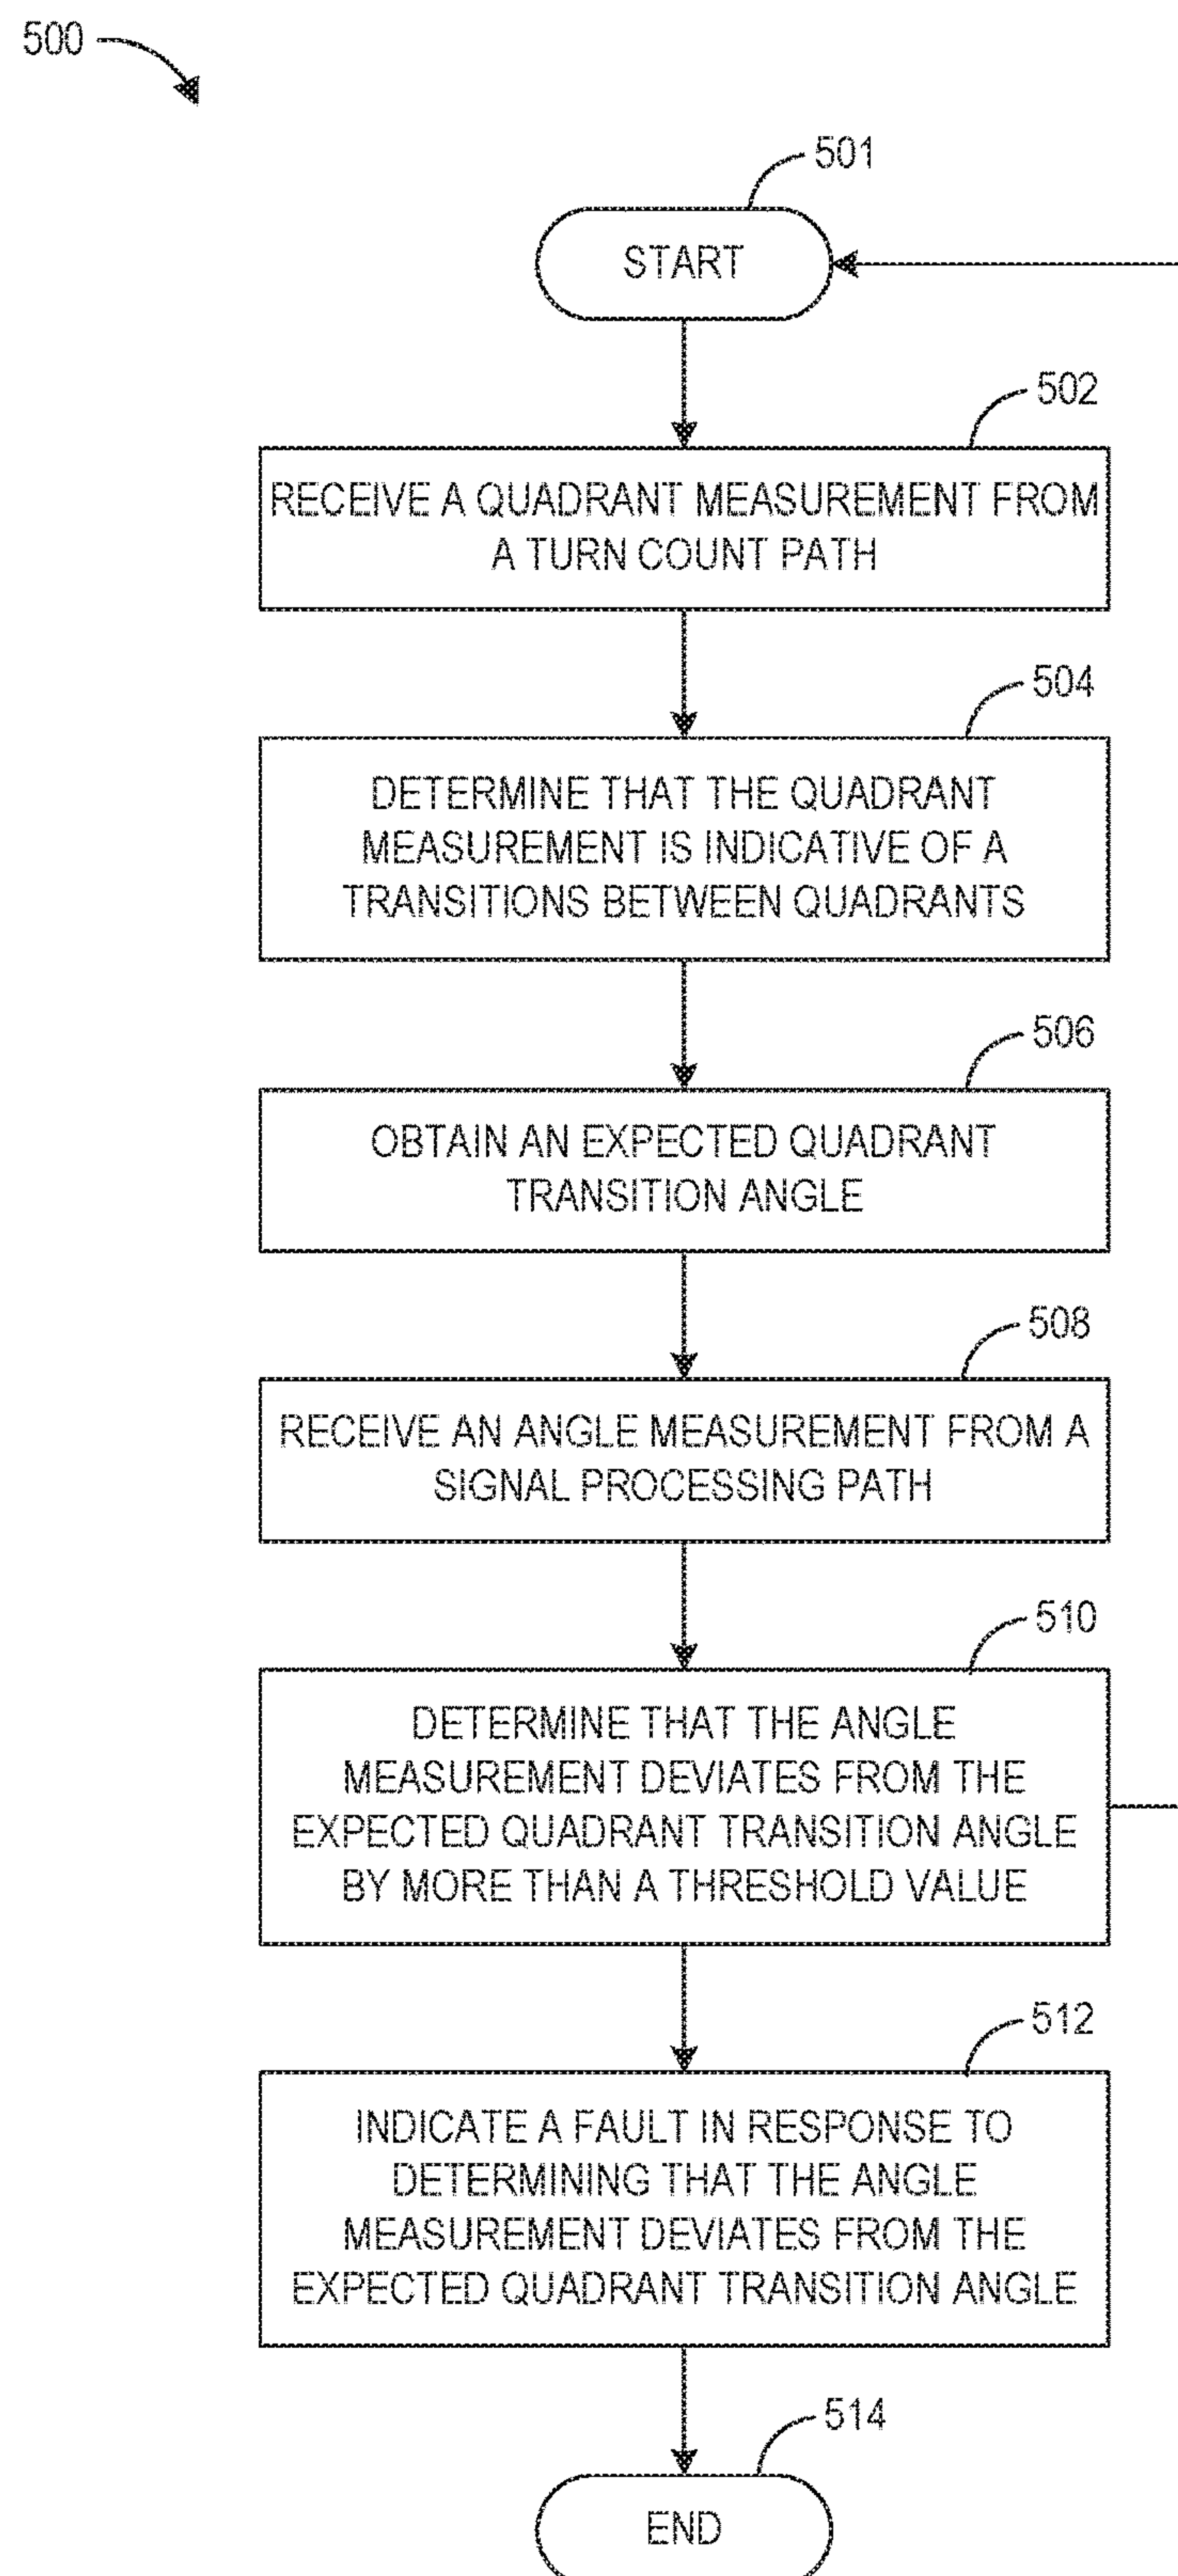 500
501
START
502
RECEIVE A QUADRANT MEASUREMENT FROM
A TURN COUNT PATH
504
DETERMINE THAT THE QUADRANT
MEASUREMENT IS INDICATIVE OF A
TRANSITIONS BETWEEN QUADRANTS
506
OBTAIN AN EXPECTED QUADRANT
TRANSITION ANGLE
508
RECEIVE AN ANGLE MEASUREMENT FROM A
SIGNAL PROCESSING PATH
510
DETERMINE THAT THE ANGLE
MEASUREMENT DEVIATES FROM THE
EXPECTED QUADRANT TRANSITION ANGLE
BY MORE THAN A THRESHOLD VALUE
512
INDICATE A FAULT IN RESPONSE TO
DETERMINING THAT THE ANGLE
MEASUREMENT DEVIATES FROM THE
EXPECTED QUADRANT TRANSITION ANGLE
514
END